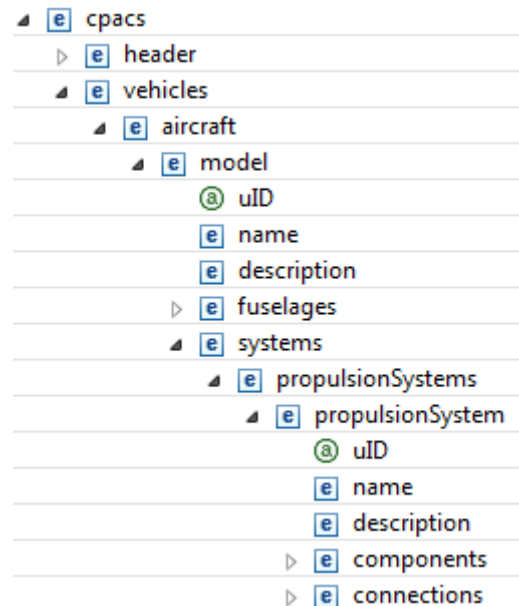 e cpacs
e header
e vehicles
e aircraft
e model
a uID
e name
e description
e fuselages
e systems
e propulsionSystems
e propulsionSystem
a uID
e name
e description
e components
e connections